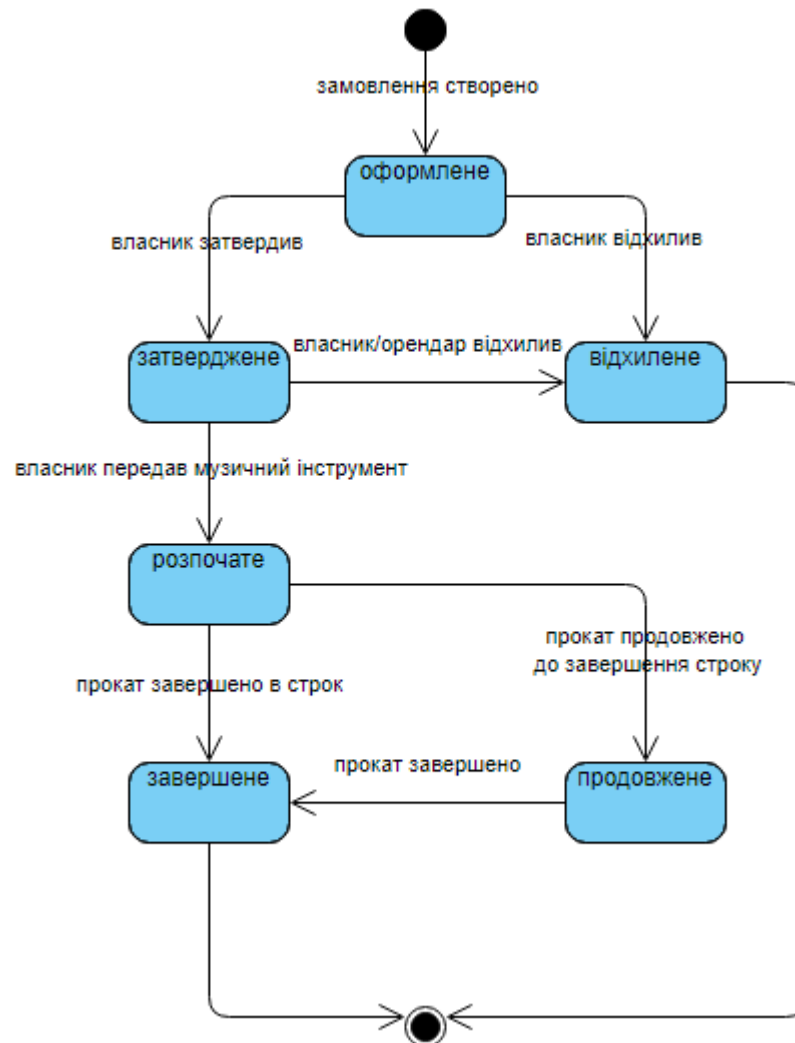 замовлення створено
оформлене
власник затвердив
власник відхилив
затверджене
власник/орендар відхилив
відхилене
власник передав музичний інструмент
розпочате
прокат продовжено
до завершення строку
прокат завершено в строк
завершене
прокат завершено
продовжене